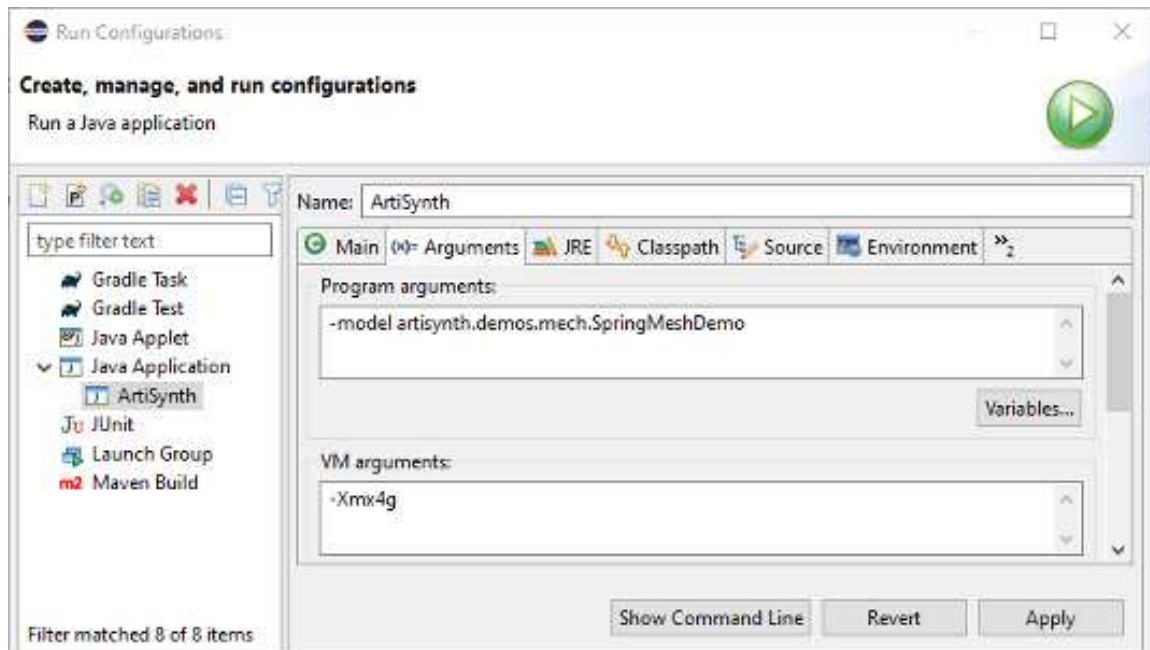 Run Configurations
Create, manage, and run configurations
Run a Java application
Name: ArtiSynth
type filter text
Main (x)= Arguments JRE Classpath Source Environment »2
Gradle Task
Gradle Test
Java Applet
Java Application
ArtiSynth
Ju JUnit
Launch Group
m2 Maven Build
Filter matched 8 of 8 items
Program arguments:
-model artisynth.demos.mech.SpringMeshDemo
Variables...
VM arguments:
-Xmx4g
Show Command Line Revert Apply